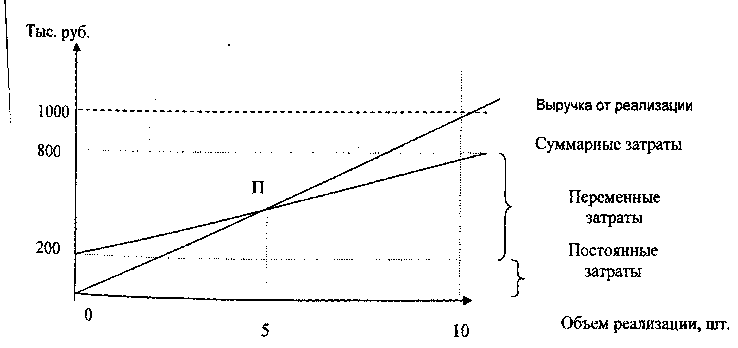 Тыс. руб.
1000
Выручка от реализации
800
Суммарные затраты
П
Переменные
затраты
200
Постоянные
затраты
0
5
10
Объем реализации, шт.